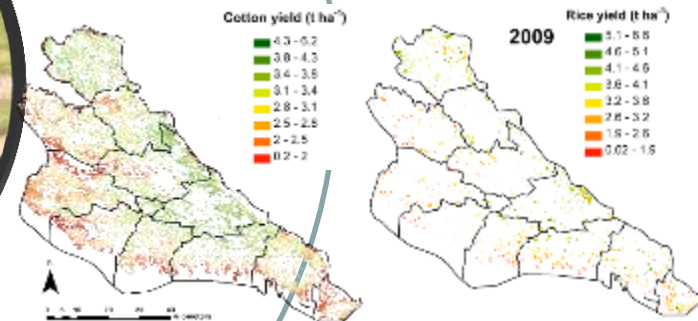 Cotton yield (t ha⁻¹)
4.3 - 6.2
3.8 - 4.3
3.4 - 3.8
3.1 - 3.4
2.8 - 3.1
2.5 - 2.8
2 - 2.5
0.2 - 2
2009
Rice yield (t ha⁻¹)
5.1 - 6.8
4.6 - 5.1
4.1 - 4.6
3.6 - 4.1
3.2 - 3.6
2.6 - 3.2
1.9 - 2.6
0.02 - 1.9